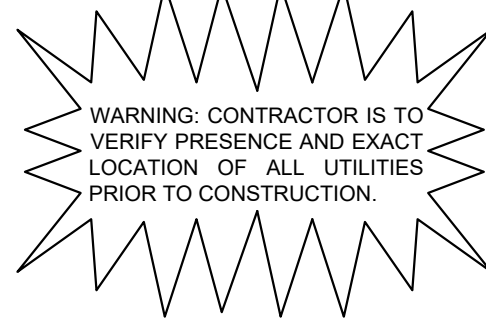 WARNING: CONTRACTOR IS TO
VERIFY PRESENCE AND EXACT
LOCATION OF ALL UTILITIES
PRIOR TO CONSTRUCTION.